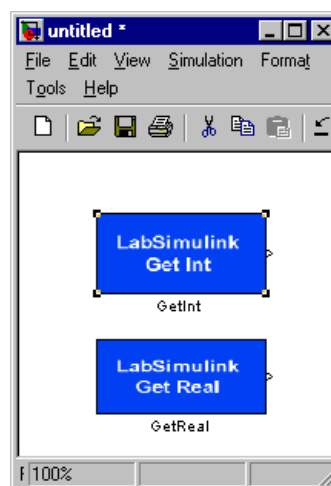 untitled *
File Edit View Simulation Format
Tools Help
LabSimulink
Get Int
GetInt
LabSimulink
Get Real
GetReal
F 100%